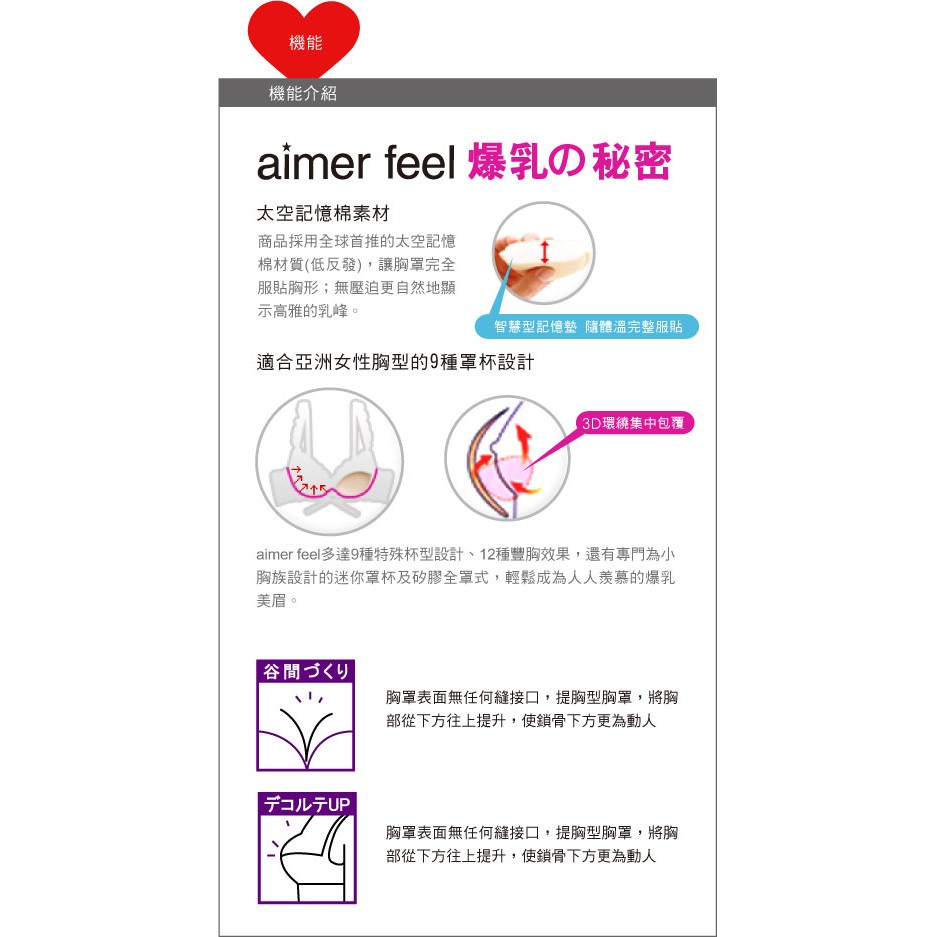 機能
機能介紹
aimer feel 爆乳の秘密
太空記憶棉素材
商品採用全球首推的太空記憶
棉材質(低反發)，讓胸罩完全
服貼胸形；無壓迫更自然地顯
示高雅的乳峰。
智慧型記憶墊 隨體溫完整服貼
適合亞洲女性胸型的9種罩杯設計
3D環繞集中包覆
aimer feel多達9種特殊杯型設計、12種豐胸效果，還有專門為小
胸族設計的迷你罩杯及矽膠全罩式，輕鬆成為人人羨慕的爆乳
美眉。
谷間づくり
胸罩表面無任何縫接口，提胸型胸罩，將胸
部從下方往上提升，使鎖骨下方更為動人
デコルテUP
胸罩表面無任何縫接口，提胸型胸罩，將胸
部從下方往上提升，使鎖骨下方更為動人